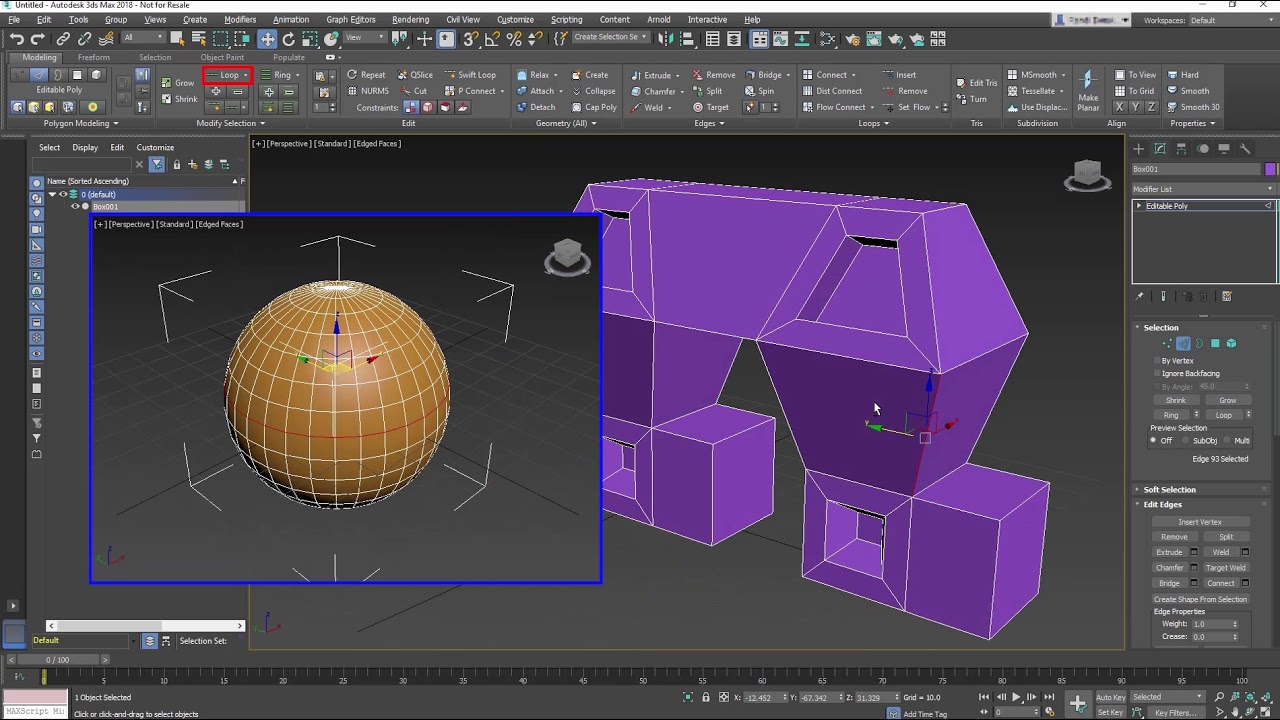 Untitled - Autodesk 3ds Max 2018 - Not for Resale
File Edit Tools Group Views Create Modifiers Animation Graph Editors Rendering Civil View Customize Scripting Content Arnold Interactive Help Workspaces: Default
All View Create Selection Se
Modeling Freeform Selection Object Paint Populate
Grow Loop Ring Repeat QSlice Swift Loop Relax Create Extrude Remove Bridge Connect Insert MSmooth To View Hard
Editable Poly Shrink NURMS Cut P Connect Attach Collapse Chamfer Split Spin Dist Connect Remove Edit Tris Tessellate Make Planar To Grid Smooth
1 Constraints: Detach Cap Poly Weld Target 1 Flow Connect Set Flow Turn Use Displac... X Y Z Smooth 30
Polygon Modeling Modify Selection Edit Geometry (All) Edges Loops Subdivision Align Properties
Select Display Edit Customize
[+] [Perspective] [Standard] [Edged Faces]
Name (Sorted Ascending) F
0 (default)
Box001
[+] [Perspective] [Standard] [Edged Faces]
Box001
Modifier List
Editable Poly
Selection
By Vertex
Ignore Backfacing
By Angle: 45.0
Shrink Grow
Ring Loop
Preview Selection
Off SubObj Multi
Edge 93 Selected
Soft Selection
Edit Edges
Insert Vertex
Remove Split
Extrude Weld
Chamfer Target Weld
Bridge Connect
Create Shape From Selection
Edge Properties
Weight: 1.0
Crease: 0.0
Default Selection Set:
0 / 100
0 5 10 15 20 25 30 35 40 45 50 55 60 65 70 75 80 85 90 95 100
1 Object Selected X: -12.452 Y: -67.342 Z: 31.329 Grid = 10.0 Auto Key Selected
MAXScript Mi Click or click-and-drag to select objects Add Time Tag 0 Set Key Key Filters...